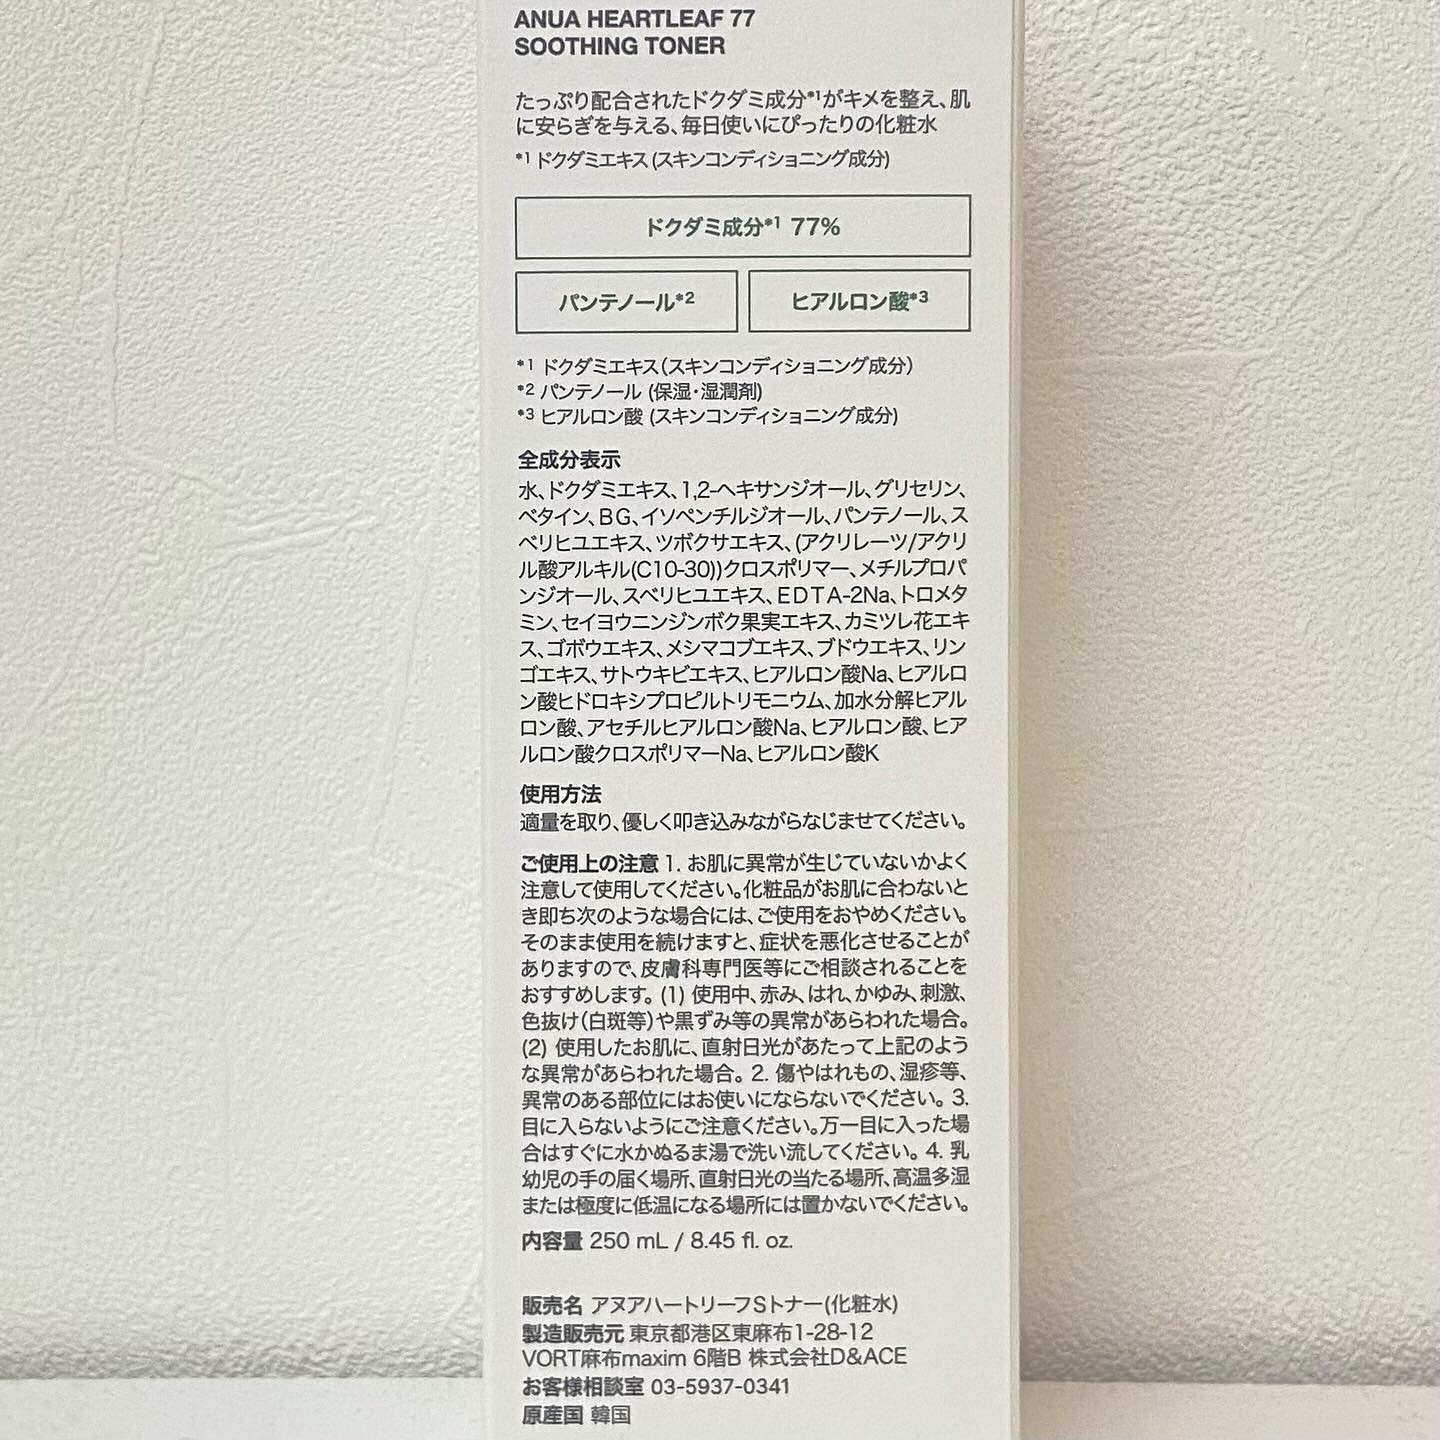 ANUA HEARTLEAF 77
SOOTHING TONER
たっぷり配合されたドクダミ成分*1がキメを整え、肌
に安らぎを与える、毎日使いにぴったりの化粧水
*1 ドクダミエキス (スキンコンディショニング成分)
ドクダミ成分*1 77%
パンテノール*2
ヒアルロン酸*3
*1 ドクダミエキス(スキンコンディショニング成分)
*2 パンテノール (保湿・湿潤剤)
*3 ヒアルロン酸 (スキンコンディショニング成分)
全成分表示
水、ドクダミエキス、1,2-ヘキサンジオール、グリセリン、
ベタイン、BG、イソペンチルジオール、パンテノール、ス
ベリヒユエキス、ツボクサエキス、(アクリレーツ/アクリ
ル酸アルキル(C10-30))クロスポリマー、メチルプロパ
ンジオール、スベリヒユエキス、EDTA-2Na、トロメタ
ミン、セイヨウニンジンボク果実エキス、カミツレ花エキ
ス、ゴボウエキス、メシマコブエキス、ブドウエキス、リン
ゴエキス、サトウキビエキス、ヒアルロン酸Na、ヒアルロ
ン酸ヒドロキシプロピルトリモニウム、加水分解ヒアル
ロン酸、アセチルヒアルロン酸Na、ヒアルロン酸、ヒア
ルロン酸クロスポリマーNa、ヒアルロン酸K
使用方法
適量を取り、優しく叩き込みながらなじませてください。
ご使用上の注意 1. お肌に異常が生じていないかよく
注意して使用してください。化粧品がお肌に合わないと
き即ち次のような場合には、ご使用をおやめください。
そのまま使用を続けますと、症状を悪化させることが
ありますので、皮膚科専門医等にご相談されることを
おすすめします。(1) 使用中、赤み、はれ、かゆみ、刺激、
色抜け(白斑等)や黒ずみ等の異常があらわれた場合。
(2) 使用したお肌に、直射日光があたって上記のよう
な異常があらわれた場合。2. 傷やはれもの、湿疹等、
異常のある部位にはお使いにならないでください。3.
目に入らないようにご注意ください。万一目に入った場
合はすぐに水かぬるま湯で洗い流してください。4. 乳
幼児の手の届く場所、直射日光の当たる場所、高温多湿
または極度に低温になる場所には置かないでください。
内容量 250 mL / 8.45 fl. oz.
販売名 アヌアハートリーフSトナー(化粧水)
製造販売元 東京都港区東麻布1-28-12
VORT麻布maxim 6階B 株式会社D&ACE
お客様相談室 03-5937-0341
原産国 韓国